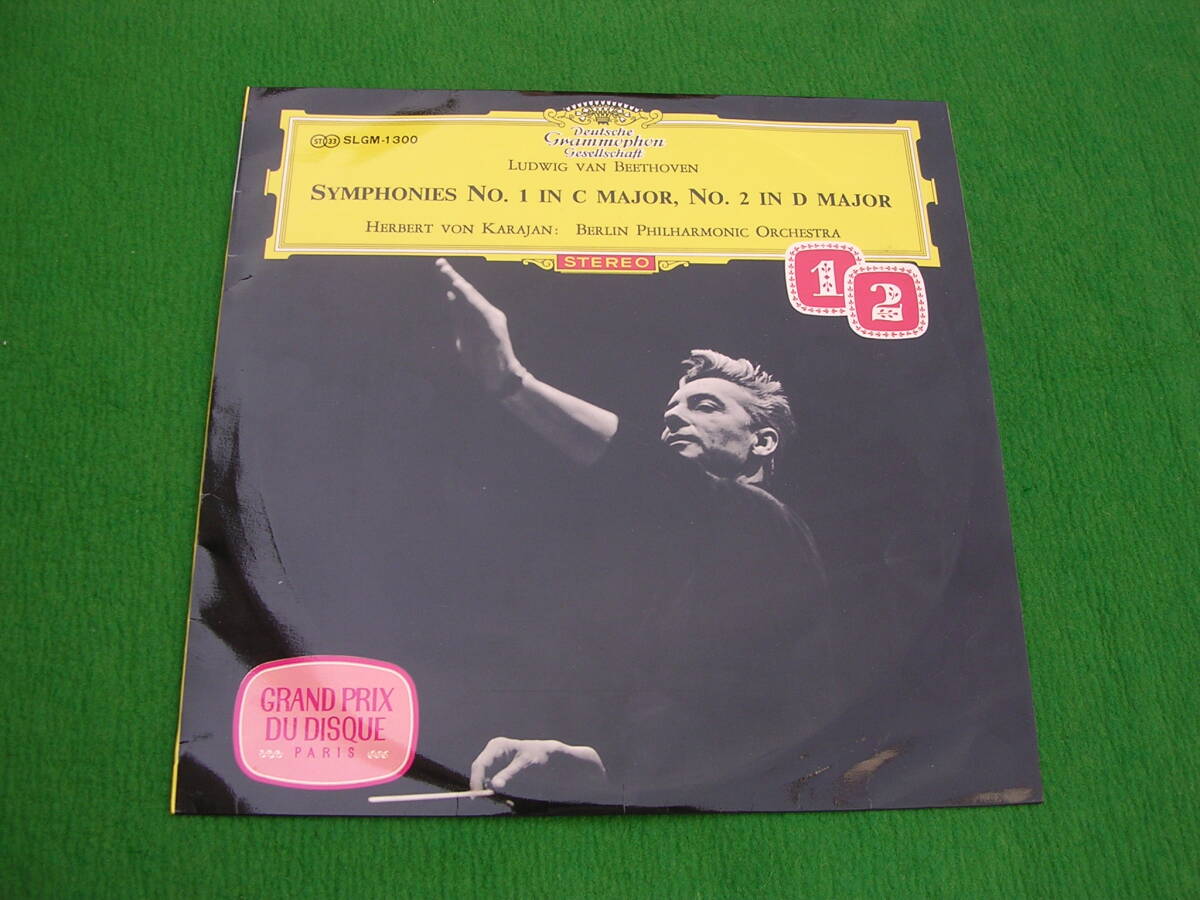 ST 33 SLGM-1300
Deutsche
Grammophon
Gesellschaft
LUDWIG VAN BEETHOVEN
SYMPHONIES NO. 1 IN C MAJOR, NO. 2 IN D MAJOR
HERBERT VON KARAJAN: BERLIN PHILHARMONIC ORCHESTRA
STEREO
1
2
GRAND PRIX
DU DISQUE
PARIS